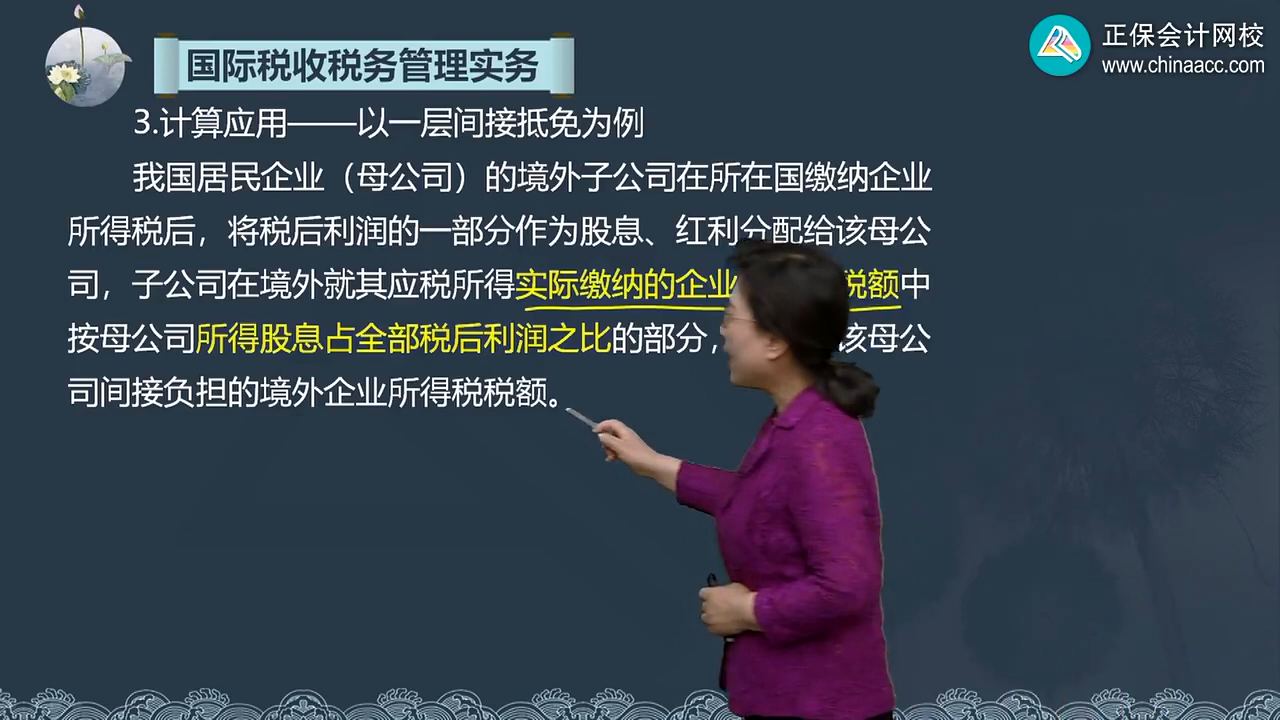 国际税收税务管理实务
正保会计网校
www.chinaacc.com
3.计算应用——以一层间接抵免为例
我国居民企业（母公司）的境外子公司在所在国缴纳企业
所得税后，将税后利润的一部分作为股息、红利分配给该母公
司，子公司在境外就其应税所得实际缴纳的企业 税额中
按母公司所得股息占全部税后利润之比的部分， 该母公
司间接负担的境外企业所得税税额。